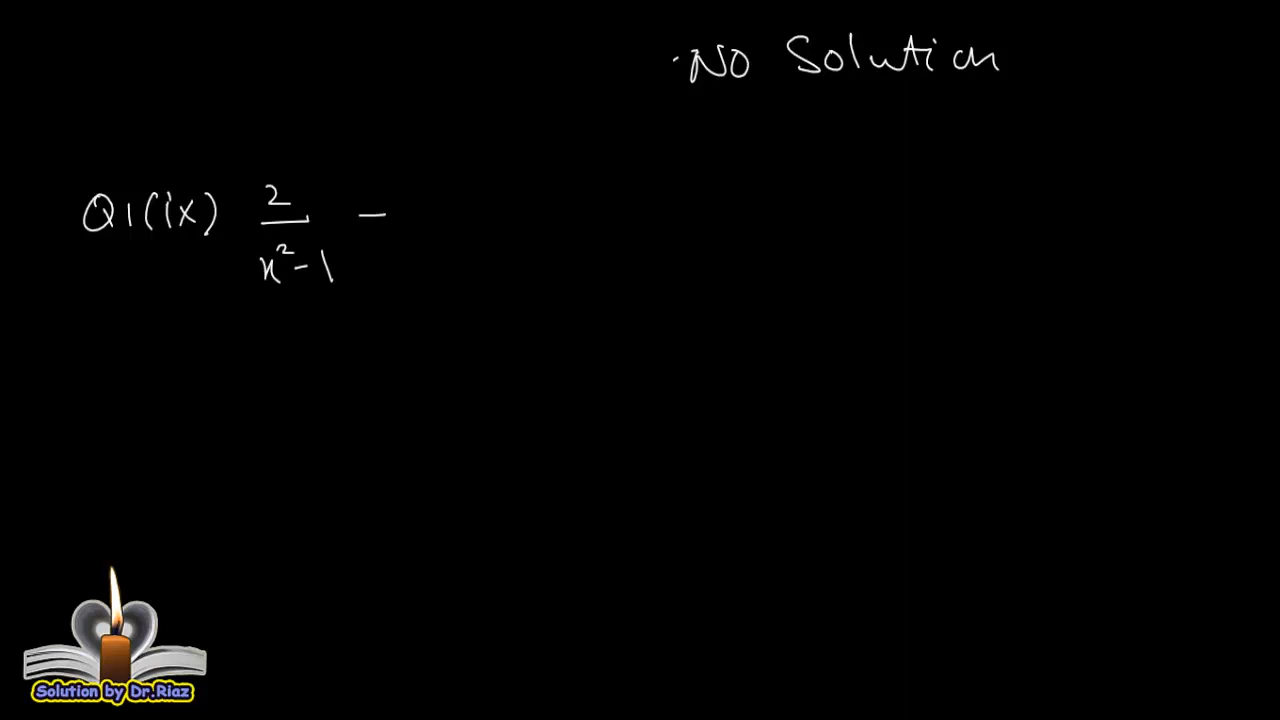 No Solution
Q1(ix) 2/(x²-1) -
Solution by Dr.Riaz